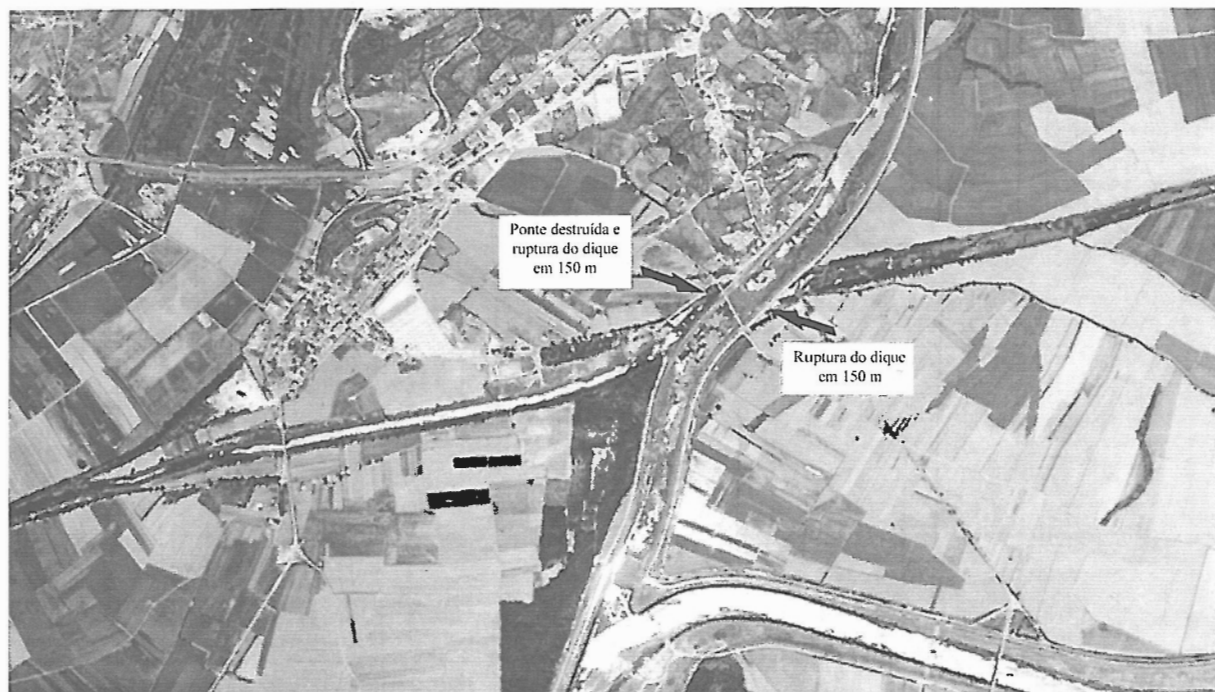 Ponte destruída e
ruptura do dique
em 150 m
Ruptura do dique
em 150 m